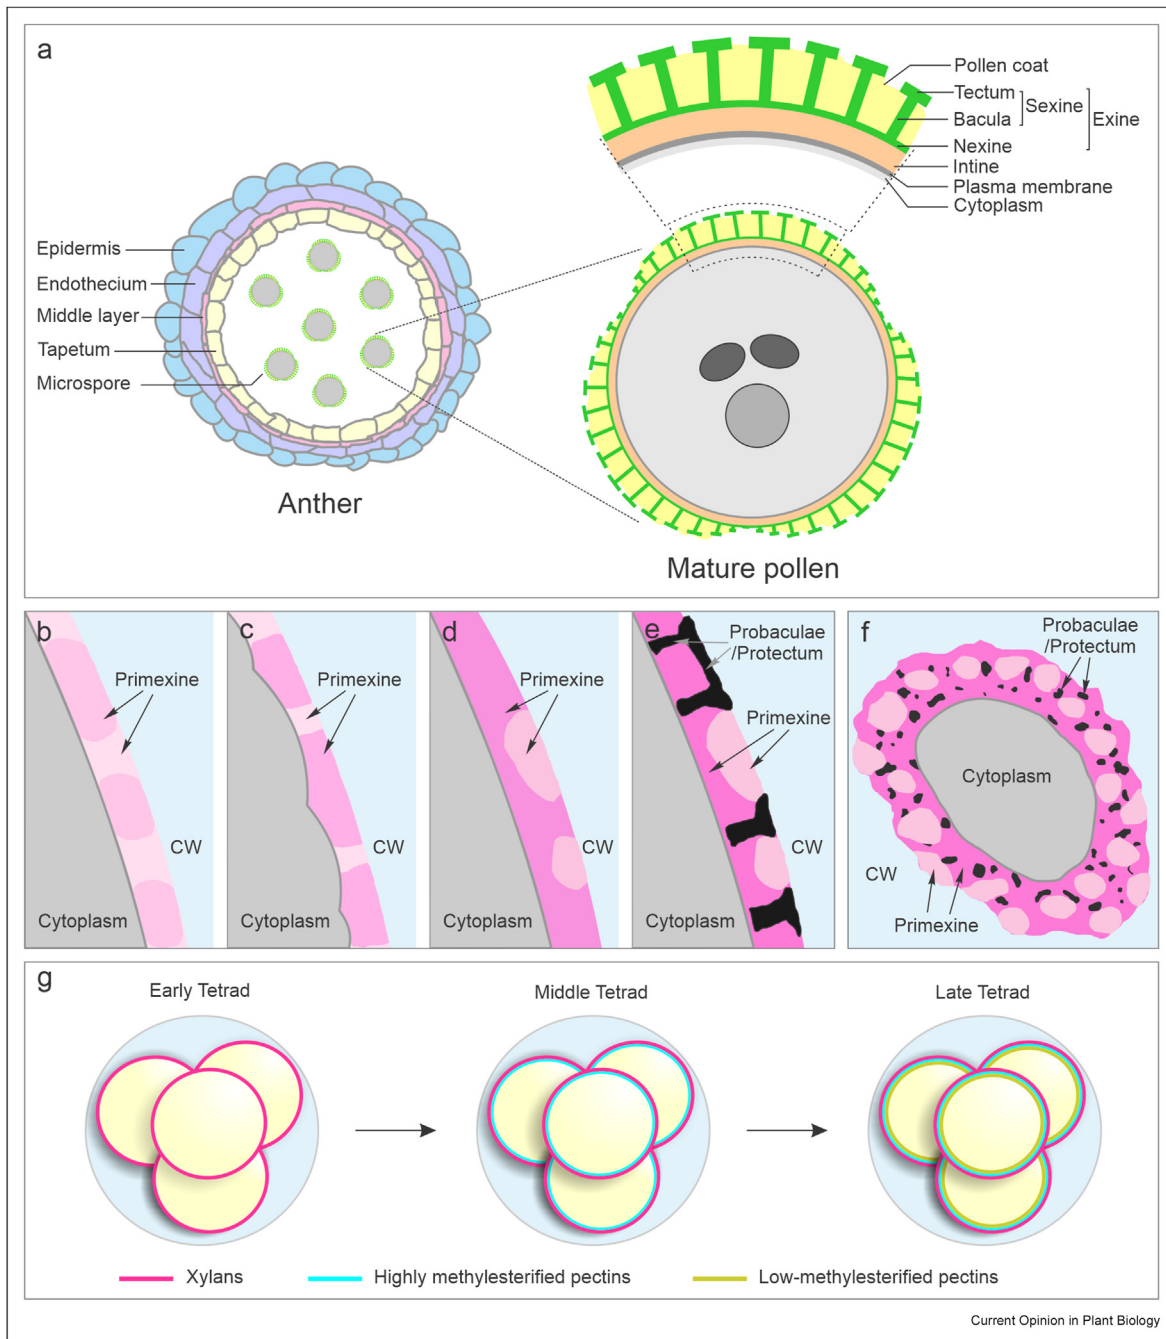 a
Pollen coat
Tectum
Sexine
Bacula
Exine
Nexine
Intine
Plasma membrane
Cytoplasm
Epidermis
Endothecium
Middle layer
Tapetum
Microspore
Anther
Mature pollen
b
Primexine
CW
Cytoplasm
c
Primexine
CW
Cytoplasm
d
Primexine
CW
Cytoplasm
e
Probaculae
/Protectum
Primexine
CW
Cytoplasm
f
Probaculae
/Protectum
Cytoplasm
CW
Primexine
g
Early Tetrad
Middle Tetrad
Late Tetrad
Xylans
Highly methylesterified pectins
Low-methylesterified pectins
Current Opinion in Plant Biology